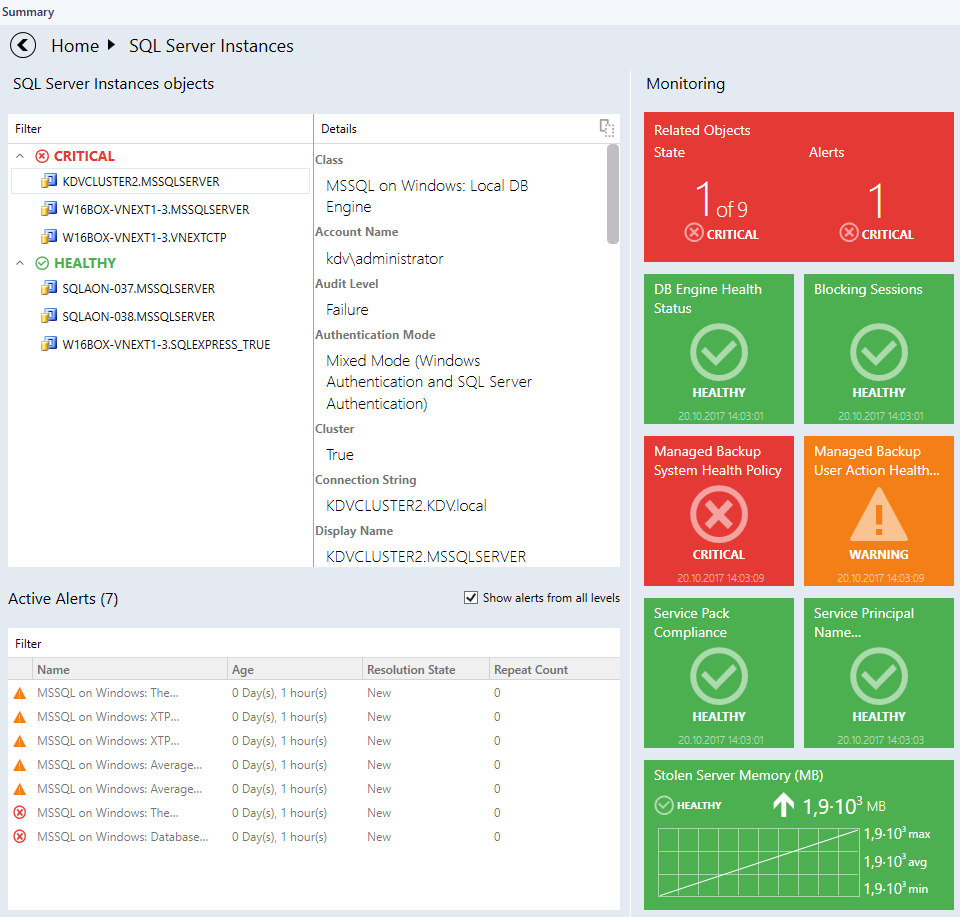 Summary
Home SQL Server Instances
SQL Server Instances objects
Filter
CRITICAL
KDVCLUSTER2.MSSQLSERVER
W16BOX-VNEXT1-3.MSSQLSERVER
W16BOX-VNEXT1-3.VNEXTCTP
HEALTHY
SQLAON-037.MSSQLSERVER
SQLAON-038.MSSQLSERVER
W16BOX-VNEXT1-3.SQLEXPRESS_TRUE
Details
Class
MSSQL on Windows: Local DB
Engine
Account Name
kdv\administrator
Audit Level
Failure
Authentication Mode
Mixed Mode (Windows
Authentication and SQL Server
Authentication)
Cluster
True
Connection String
KDVCLUSTER2.KDV.local
Display Name
KDVCLUSTER2.MSSQLSERVER
Active Alerts (7)
Show alerts from all levels
Filter
Name Age Resolution State Repeat Count
MSSQL on Windows: The... 0 Day(s), 1 hour(s) New 0
MSSQL on Windows: XTP... 0 Day(s), 1 hour(s) New 0
MSSQL on Windows: XTP... 0 Day(s), 1 hour(s) New 0
MSSQL on Windows: Average... 0 Day(s), 1 hour(s) New 0
MSSQL on Windows: Average... 0 Day(s), 1 hour(s) New 0
MSSQL on Windows: The... 0 Day(s), 1 hour(s) New 0
MSSQL on Windows: Database... 0 Day(s), 1 hour(s) New 0
Monitoring
Related Objects
State Alerts
1 of 9 1
CRITICAL CRITICAL
DB Engine Health
Status
HEALTHY
20.10.2017 14:03:01
Blocking Sessions
HEALTHY
20.10.2017 14:03:01
Managed Backup
System Health Policy
CRITICAL
20.10.2017 14:03:09
Managed Backup
User Action Health...
WARNING
20.10.2017 14:03:09
Service Pack
Compliance
HEALTHY
20.10.2017 14:03:01
Service Principal
Name...
HEALTHY
20.10.2017 14:03:03
Stolen Server Memory (MB)
HEALTHY 1,9·10³ MB
1,9·10³ max
1,9·10³ avg
1,9·10³ min